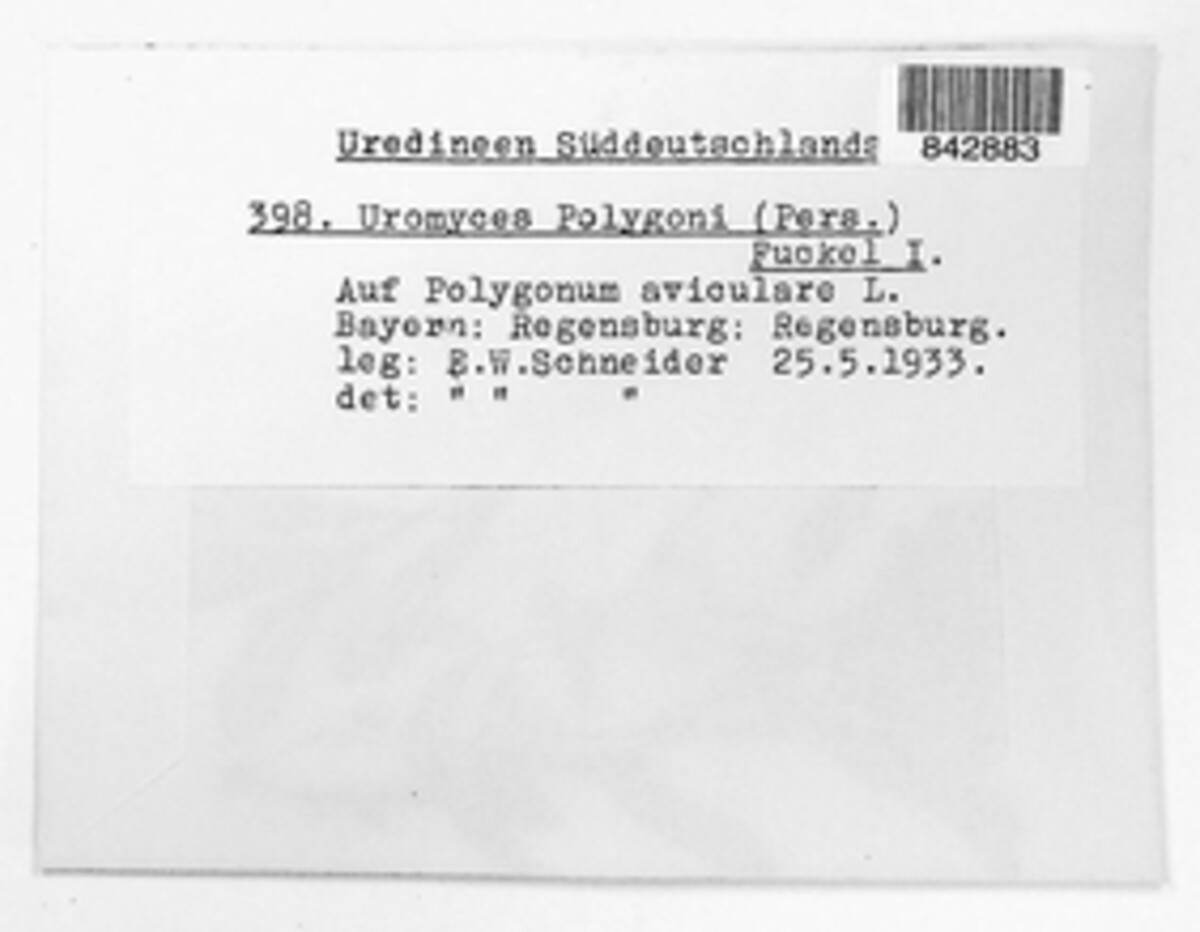 842883
Uredineen Süddeutschlands
398. Uromyces Polygoni (Pers.)
Fuckel I.
Auf Polygonum aviculare L.
Bayern: Regensburg: Regensburg.
leg: E.W.Schneider 25.5.1933.
det: " " "